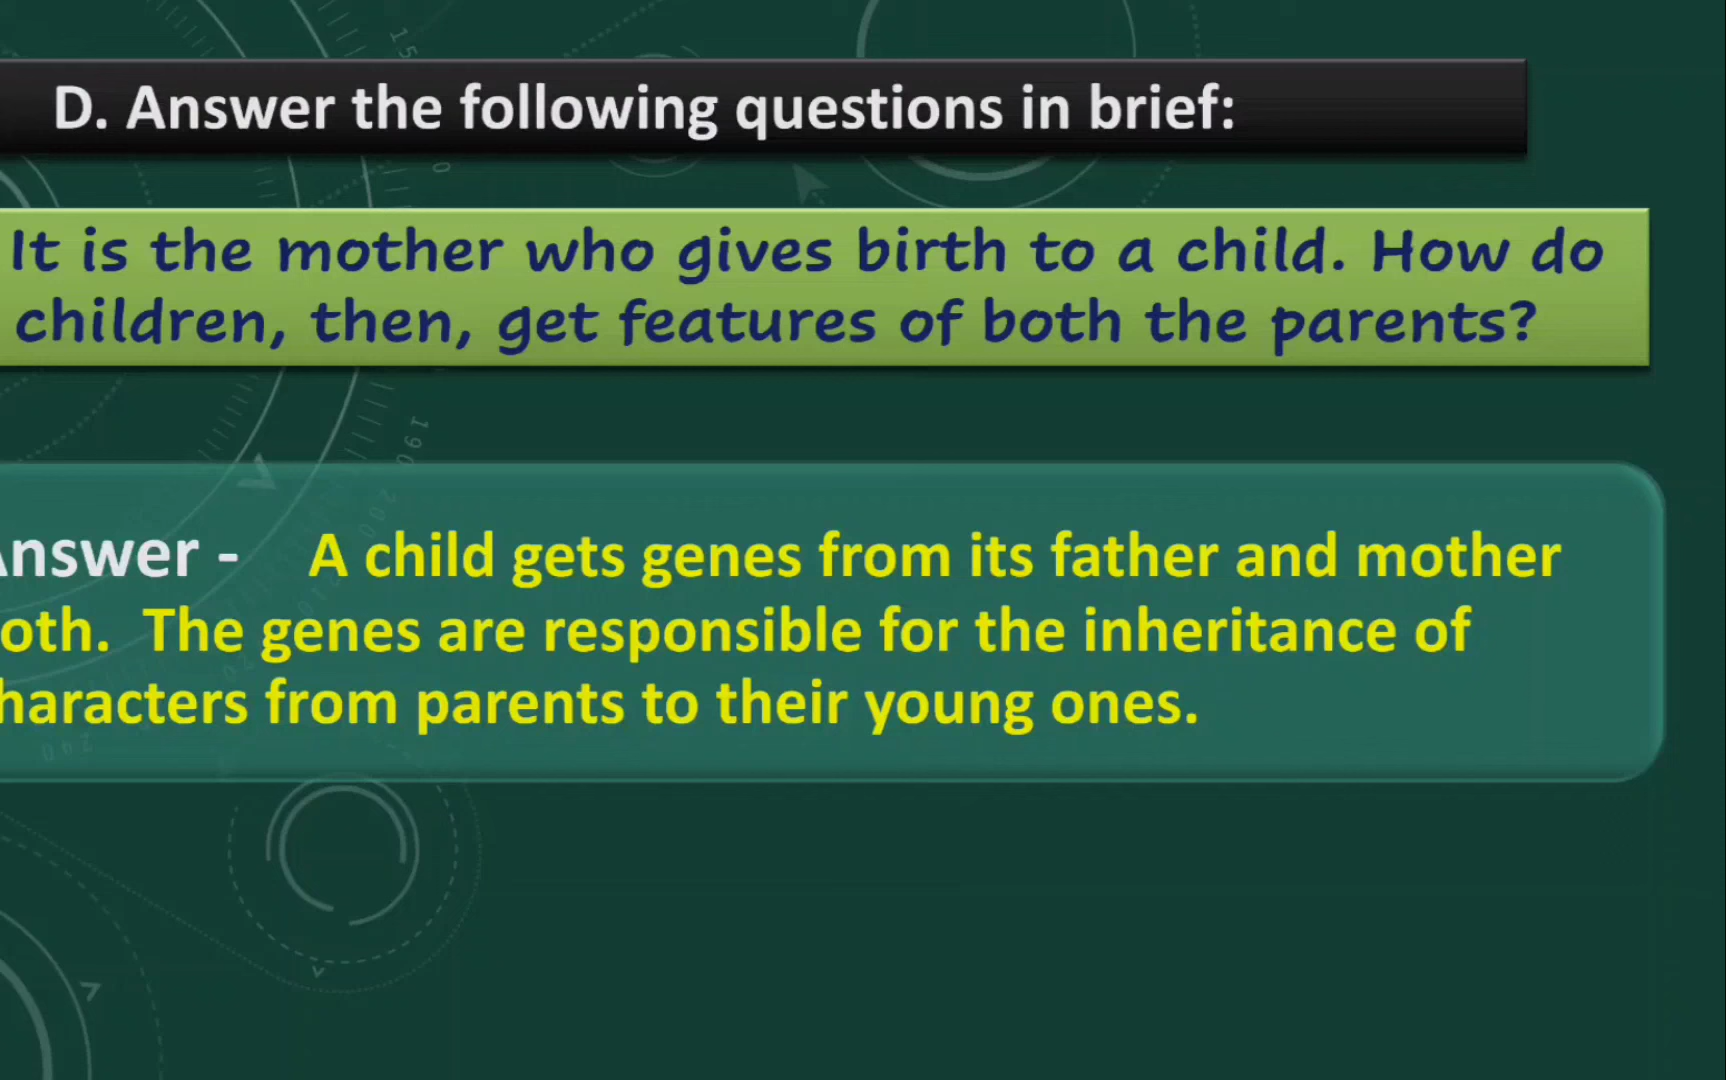 D. Answer the following questions in brief:
It is the mother who gives birth to a child. How do
children, then, get features of both the parents?
Answer - A child gets genes from its father and mother
oth. The genes are responsible for the inheritance of
haracters from parents to their young ones.